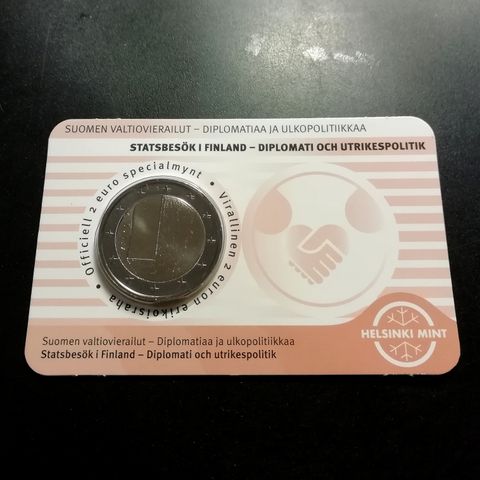 SUOMEN VALTIOVIERAILUT – DIPLOMATIAA JA ULKOPOLITIIKKAA
STATSBESÖK I FINLAND – DIPLOMATI OCH UTRIKESPOLITIK
• Officiell 2 euro specialmynt
• Virallinen 2 euron erikoisraha
HELSINKI MINT
Suomen valtiovierailut – Diplomatiaa ja ulkopolitiikkaa
Statsbesök i Finland – Diplomati och utrikespolitik